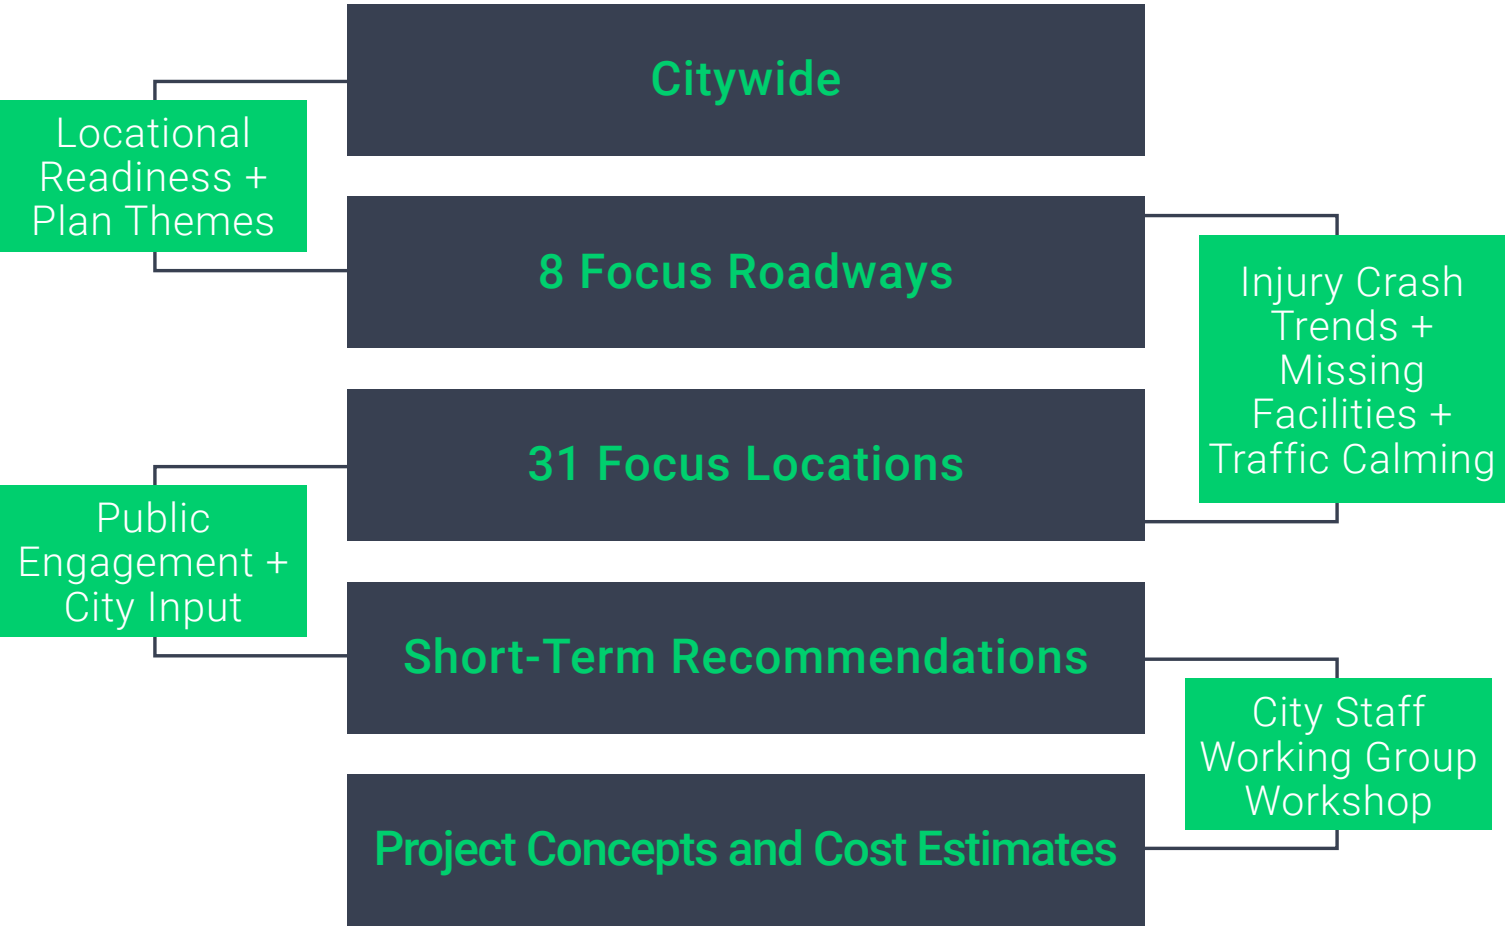 Citywide
Locational
Readiness +
Plan Themes
8 Focus Roadways
Injury Crash
Trends +
Missing
Facilities +
Traffic Calming
31 Focus Locations
Public
Engagement +
City Input
Short-Term Recommendations
City Staff
Working Group
Workshop
Project Concepts and Cost Estimates